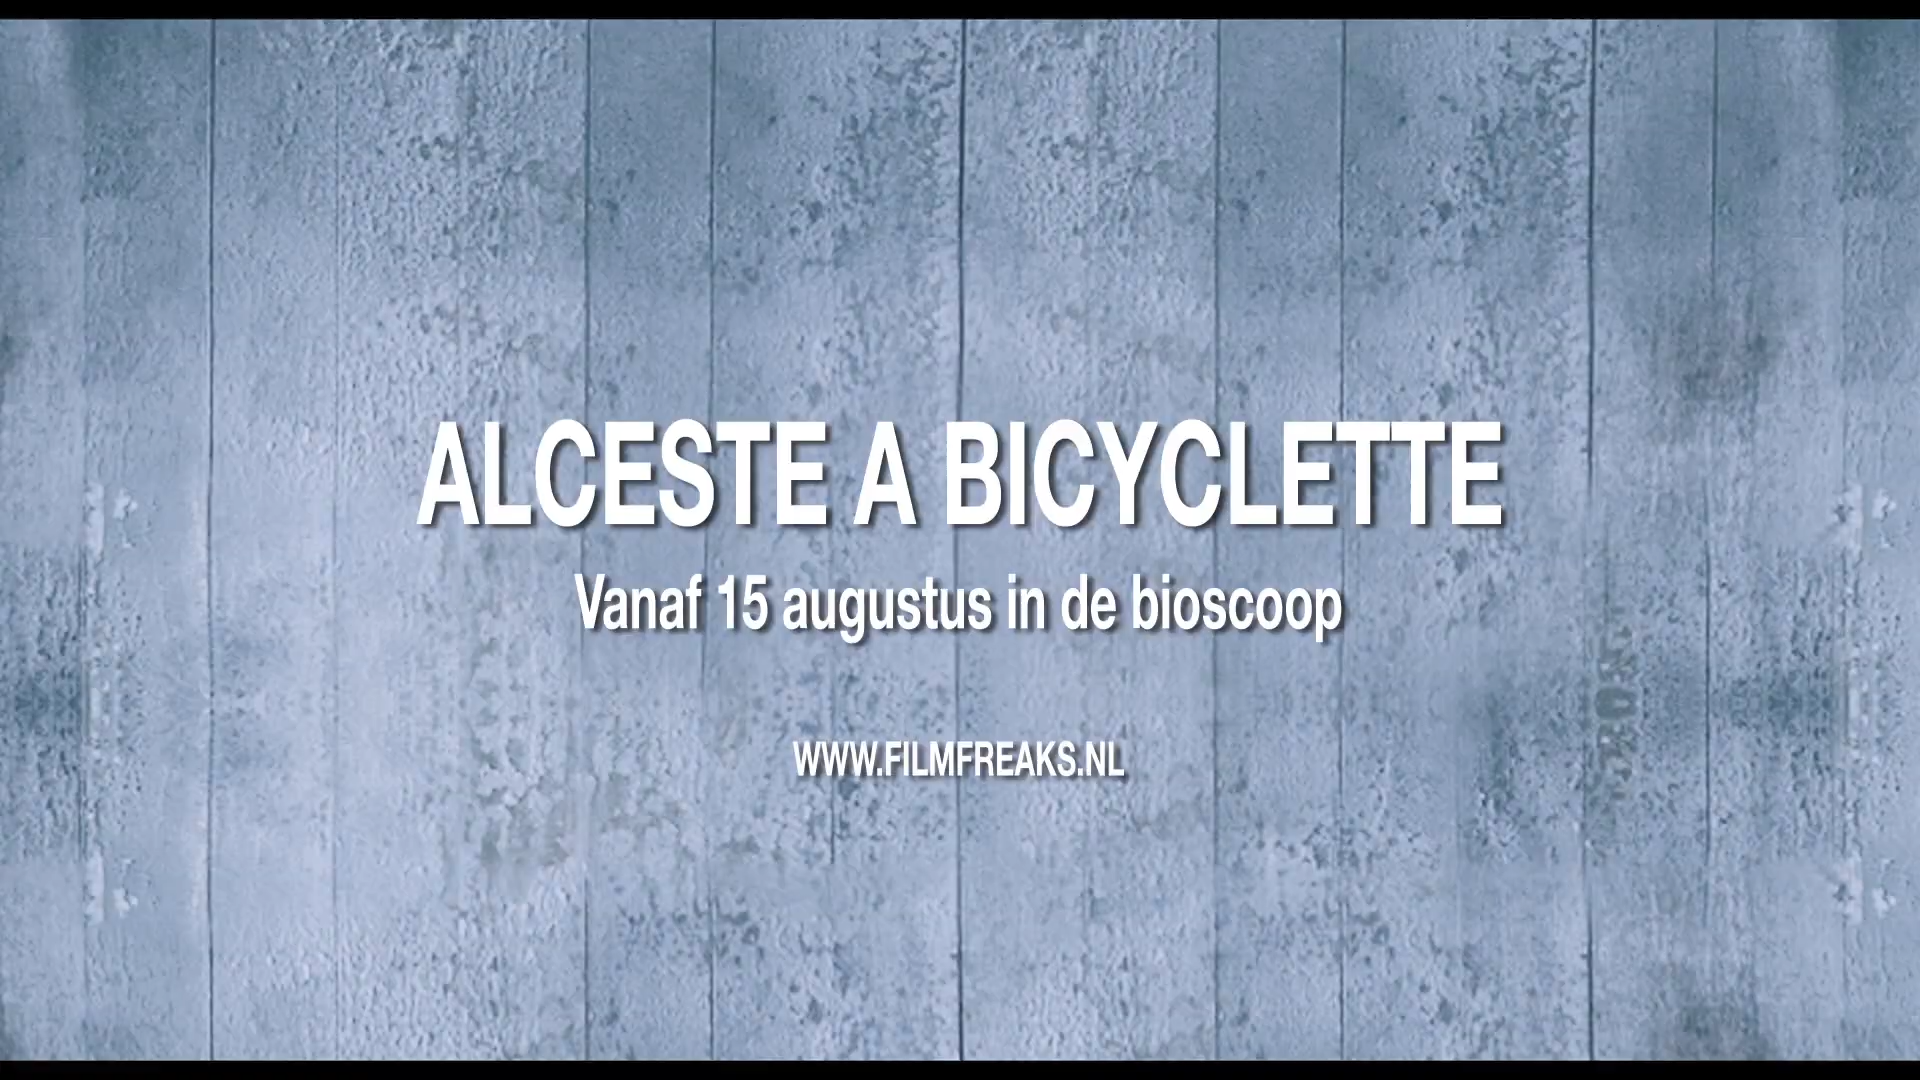 ALCESTE A BICYCLETTE
Vanaf 15 augustus in de bioscoop
WWW.FILMFREAKS.NL